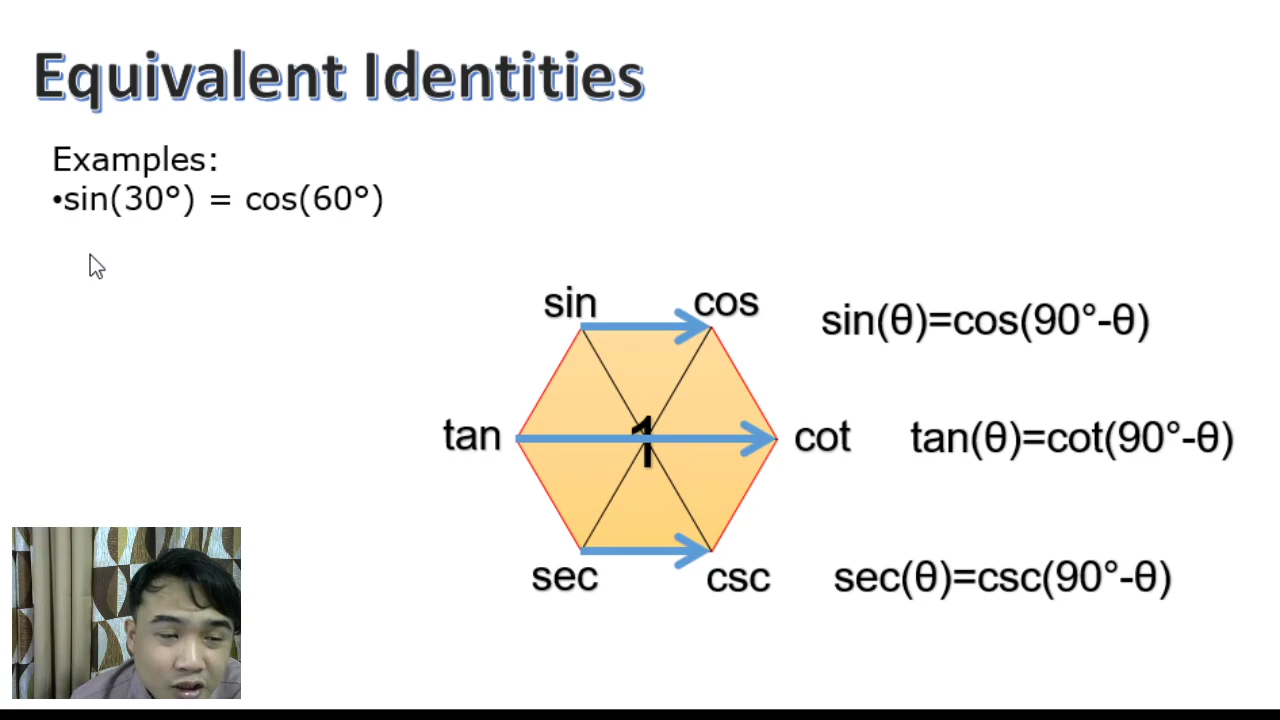 Equivalent Identities
Examples:
•sin(30°) = cos(60°)
sin cos sin(θ)=cos(90°-θ)
tan 1 cot tan(θ)=cot(90°-θ)
sec csc sec(θ)=csc(90°-θ)